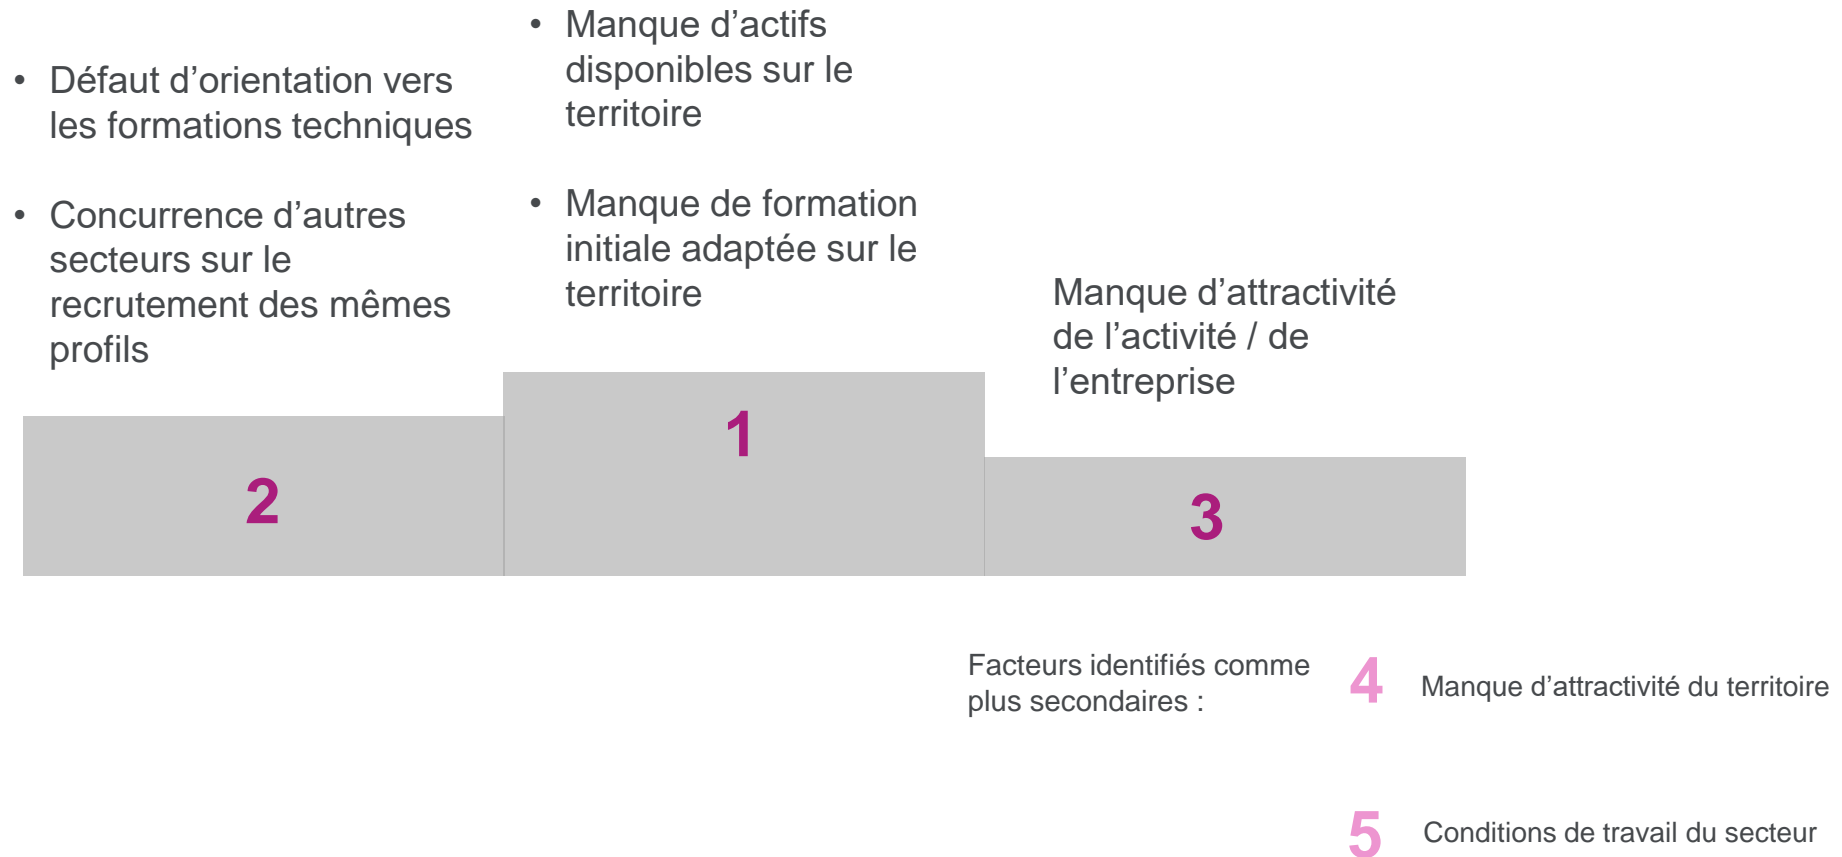 • Défaut d’orientation vers
les formations techniques
• Concurrence d’autres
secteurs sur le
recrutement des mêmes
profils
2
• Manque d’actifs
disponibles sur le
territoire
• Manque de formation
initiale adaptée sur le
territoire
1
Manque d’attractivité
de l’activité / de
l’entreprise
3
Facteurs identifiés comme
plus secondaires :
4 Manque d’attractivité du territoire
5 Conditions de travail du secteur